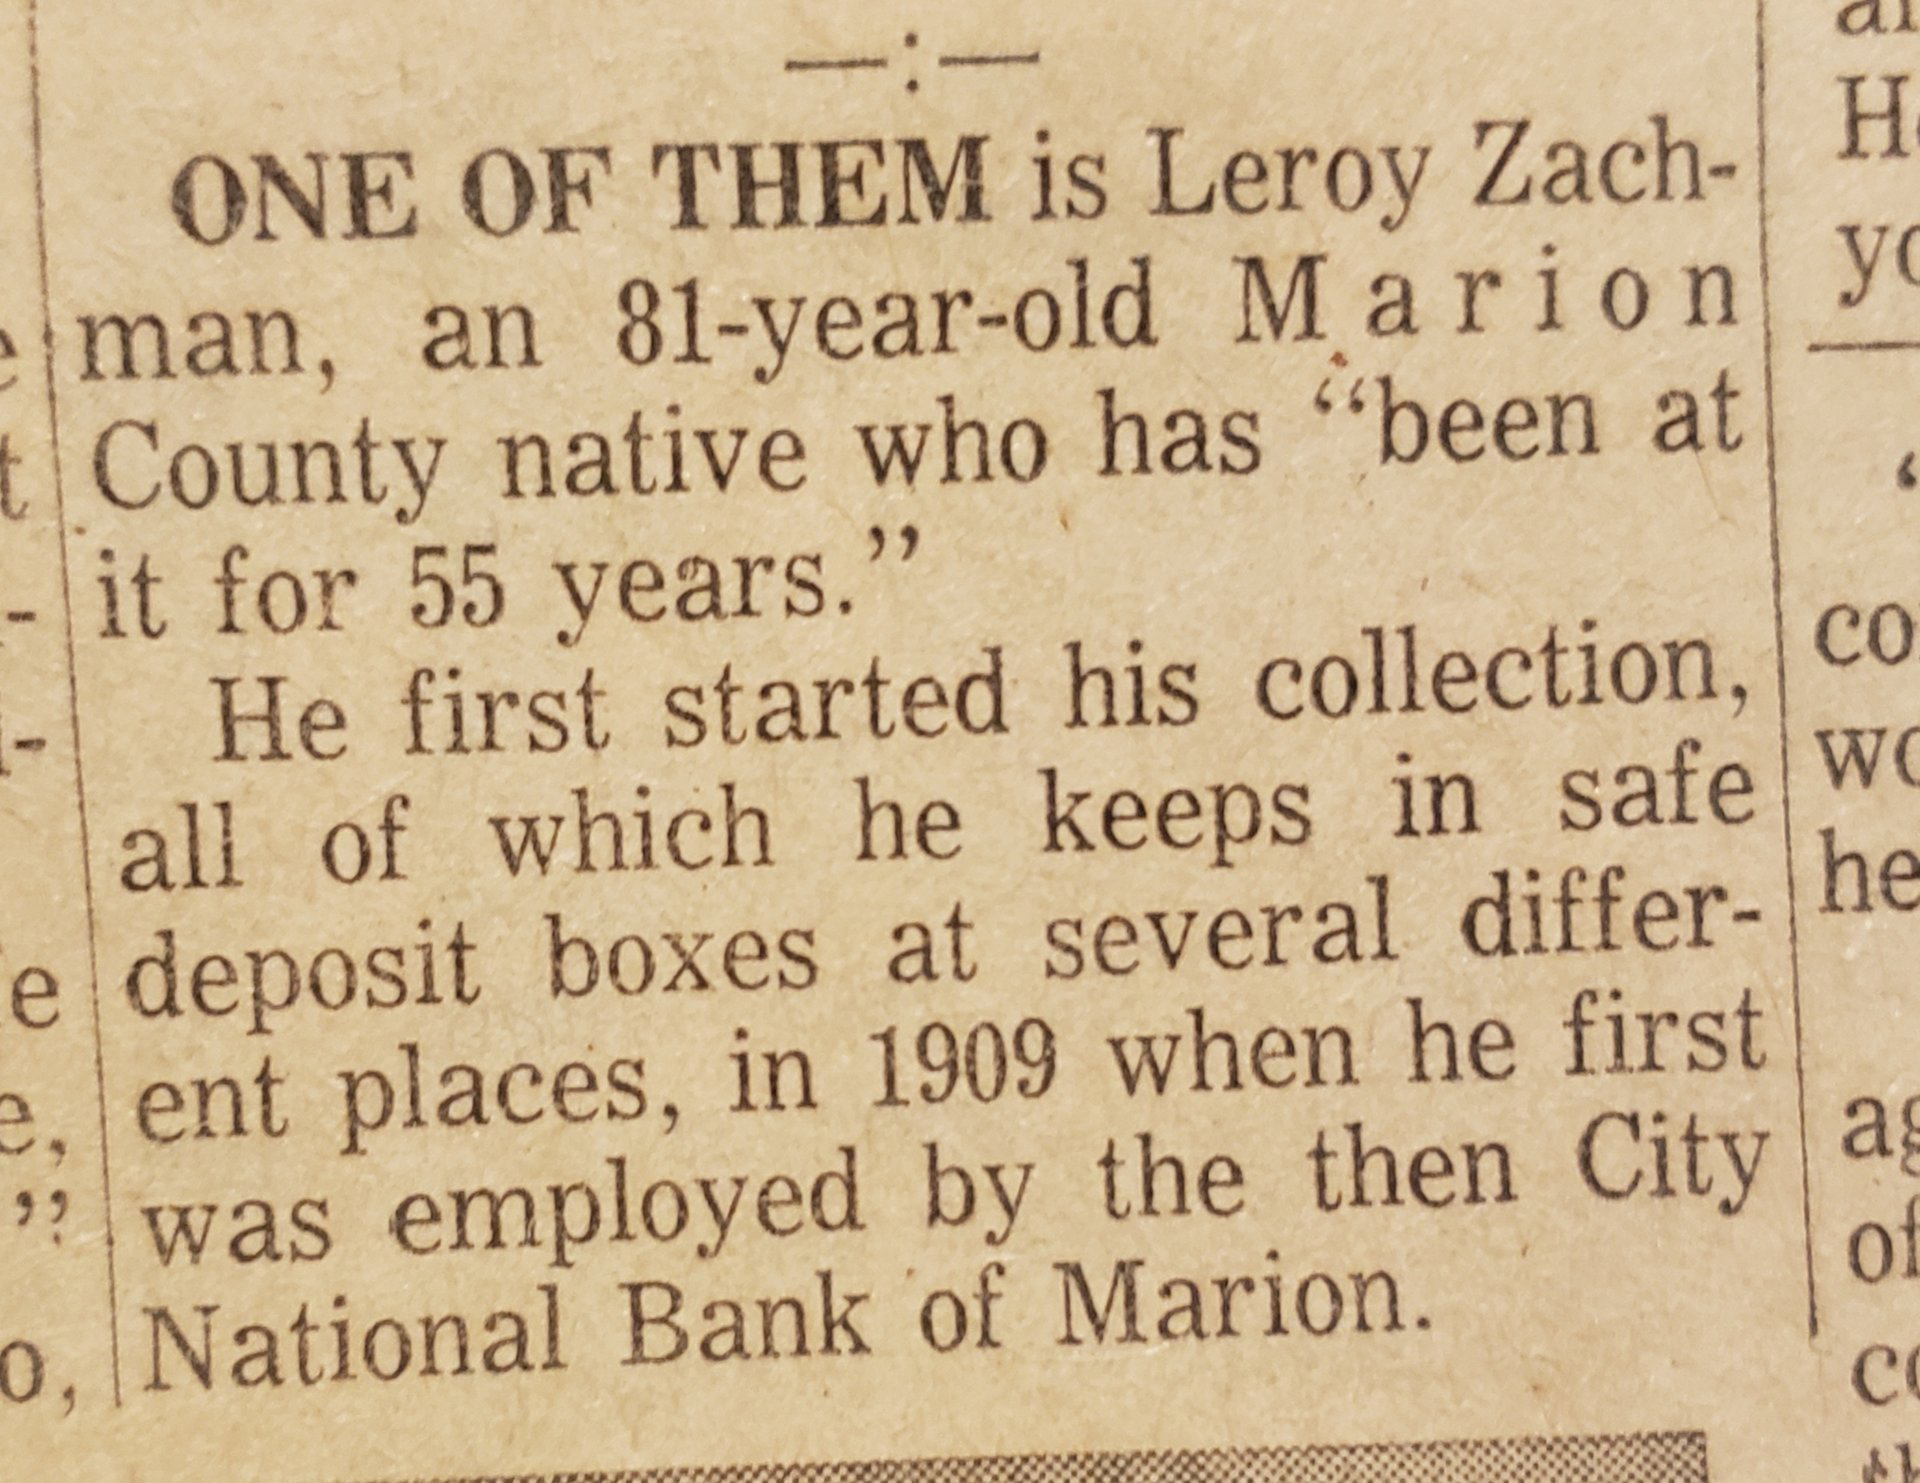 —:—
ONE OF THEM is Leroy Zach-
man, an 81-year-old Marion
County native who has “been at
it for 55 years.”
He first started his collection,
all of which he keeps in safe
deposit boxes at several differ-
ent places, in 1909 when he first
was employed by the then City
National Bank of Marion.